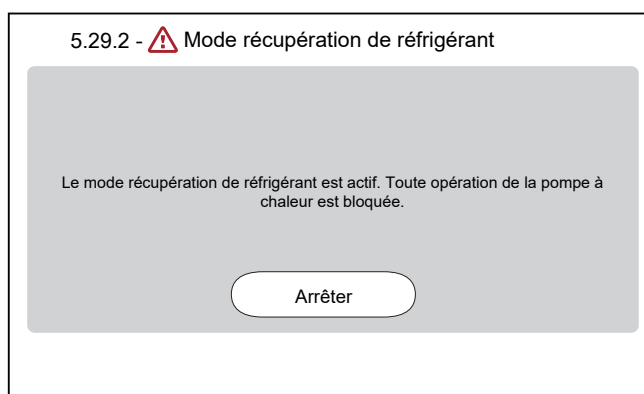 5.29.2 - Mode récupération de réfrigérant
Le mode récupération de réfrigérant est actif. Toute opération de la pompe à
chaleur est bloquée.
Arrêter